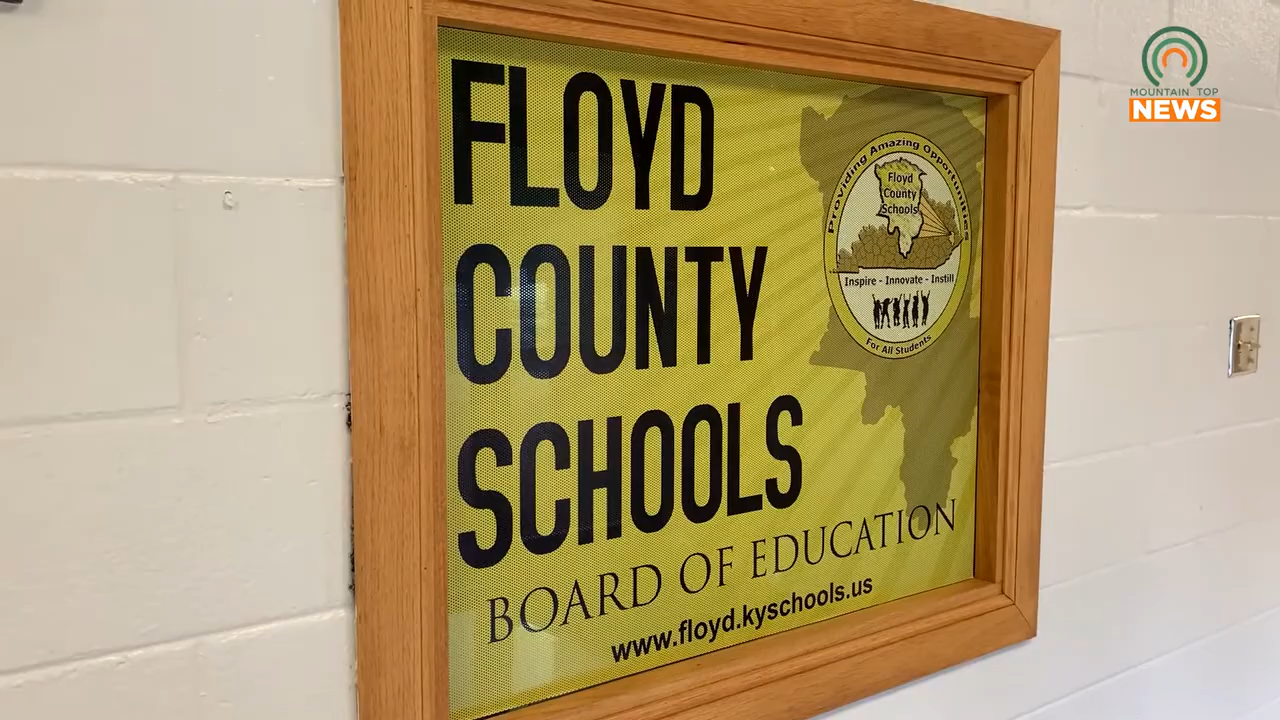 FLOYD
COUNTY
SCHOOLS
BOARD OF EDUCATION
www.floyd.kyschools.us
Providing Amazing Opportunities
Floyd
County
Schools
Inspire - Innovate - Instill
For All Students
MOUNTAIN TOP
NEWS